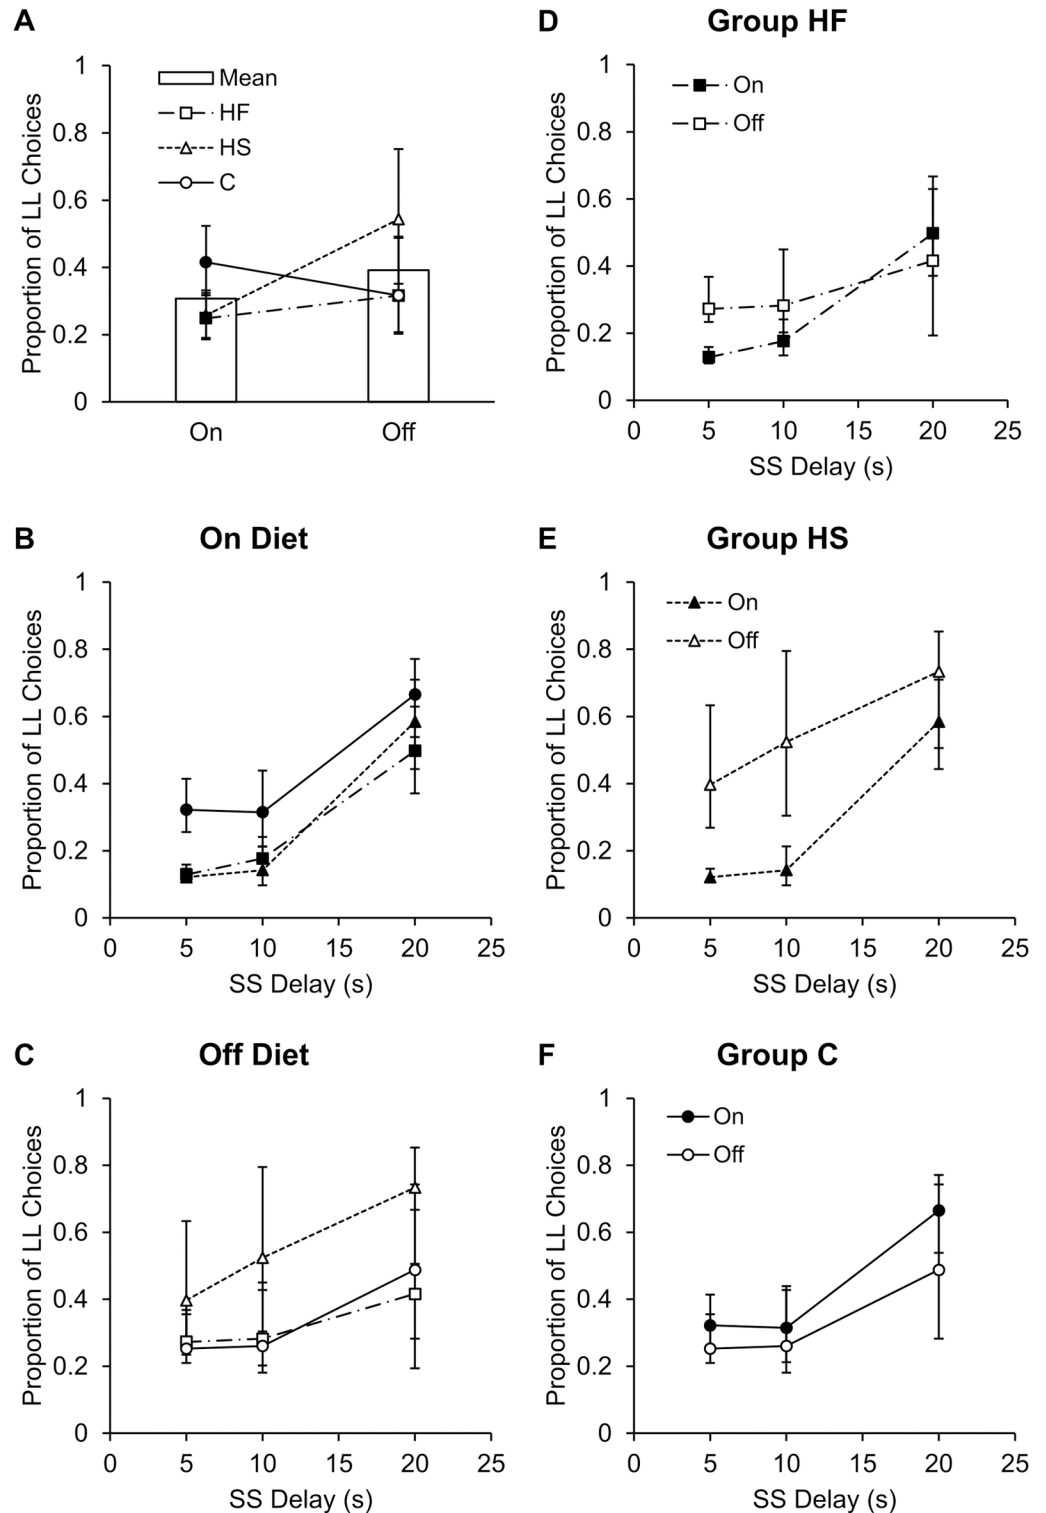 A
Proportion of LL Choices
1
0.8
0.6
0.4
0.2
0
Mean
HF
HS
C
On
Off
D
Group HF
Proportion of LL Choices
1
0.8
0.6
0.4
0.2
0
On
Off
0 5 10 15 20 25
SS Delay (s)
B
On Diet
Proportion of LL Choices
1
0.8
0.6
0.4
0.2
0
0 5 10 15 20 25
SS Delay (s)
E
Group HS
Proportion of LL Choices
1
0.8
0.6
0.4
0.2
0
On
Off
0 5 10 15 20 25
SS Delay (s)
C
Off Diet
Proportion of LL Choices
1
0.8
0.6
0.4
0.2
0
0 5 10 15 20 25
SS Delay (s)
F
Group C
Proportion of LL Choices
1
0.8
0.6
0.4
0.2
0
On
Off
0 5 10 15 20 25
SS Delay (s)